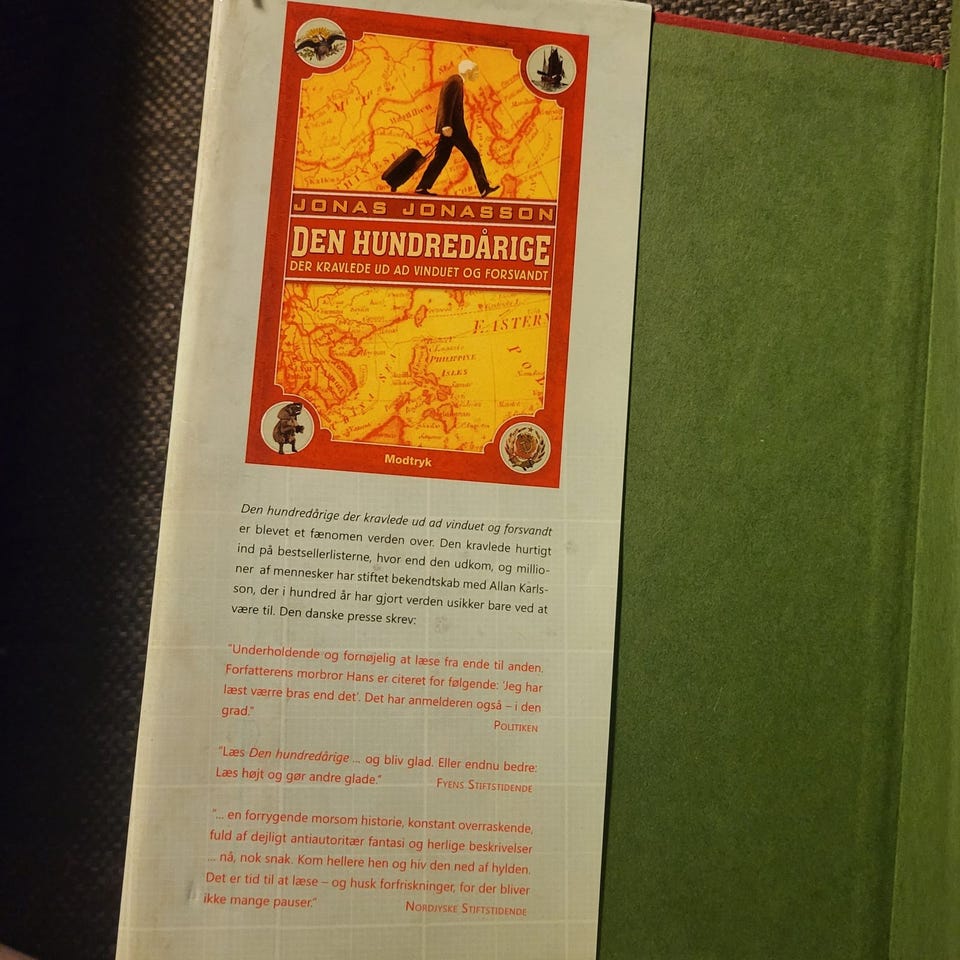 JONAS JONASSON
DEN HUNDREDÅRIGE
DER KRAVLEDE UD AD VINDUET OG FORSVANDT
EASTERN
PHILIPPINE
ISLES
Modtryk
Den hundredårige der kravlede ud ad vinduet og forsvandt
er blevet et fænomen verden over. Den kravlede hurtigt
ind på bestsellerlisterne, hvor end den udkom, og millio-
ner af mennesker har stiftet bekendtskab med Allan Karls-
son, der i hundred år har gjort verden usikker bare ved at
være til. Den danske presse skrev:
"Underholdende og fornøjelig at læse fra ende til anden.
Forfatterens morbror Hans er citeret for følgende: 'Jeg har
læst værre bras end det'. Det har anmelderen også – i den
grad."
POLITIKEN
"Læs Den hundredårige ... og bliv glad. Eller endnu bedre:
Læs højt og gør andre glade."
FYENS STIFTSTIDENDE
"... en forrygende morsom historie, konstant overraskende,
fuld af dejligt antiautoritær fantasi og herlige beskrivelser
... nå, nok snak. Kom hellere hen og hiv den ned af hylden.
Det er tid til at læse – og husk forfriskninger, for der bliver
ikke mange pauser."
NORDJYSKE STIFTSTIDENDE